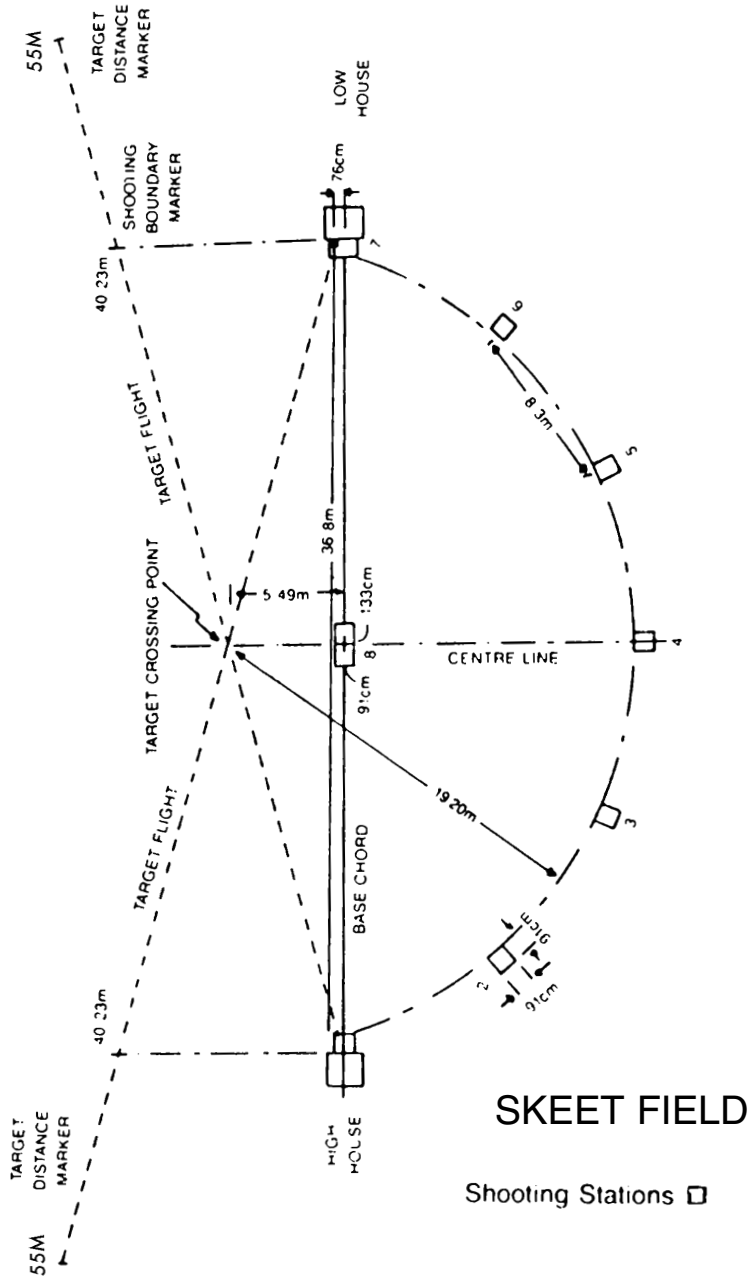 55M
TARGET
DISTANCE
MARKER
SHOOTING
BOUNDARY
MARKER
LOW
HOUSE
76cm
40 23m
7
TARGET FLIGHT
6
8 3m
5
TARGET CROSSING POINT
36 8m
5 49m
133cm
8
91cm
CENTRE LINE
4
TARGET FLIGHT
19 20m
BASE CHORD
3
91cm
2
91cm
40 23m
HIGH
HOUSE
TARGET
DISTANCE
MARKER
55M
SKEET FIELD
Shooting Stations